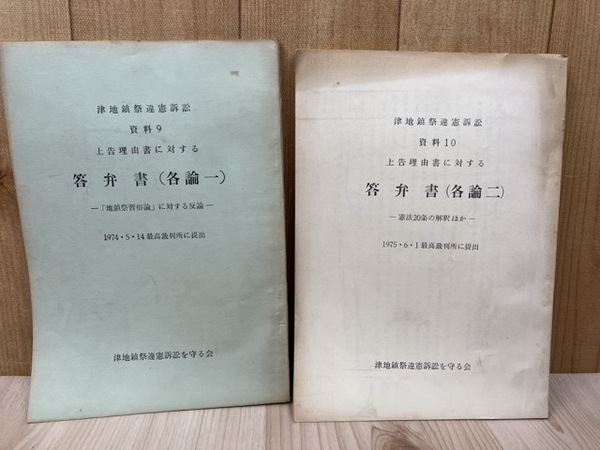 津地鎮祭違憲訴訟
資料9
上告理由書に対する
答弁書(各論一)
―「地鎮祭習俗論」に対する反論―
1974・5・14最高裁判所に提出
津地鎮祭違憲訴訟を守る会
津地鎮祭違憲訴訟
資料10
上告理由書に対する
答弁書(各論二)
―憲法20条の解釈ほか―
1975・6・1最高裁判所に提出
津地鎮祭違憲訴訟を守る会